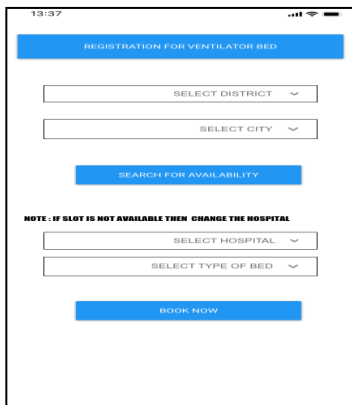 13:37
REGISTRATION FOR VENTILATOR BED
SELECT DISTRICT
SELECT CITY
SEARCH FOR AVAILABILITY
NOTE : IF SLOT IS NOT AVAILABLE THEN CHANGE THE HOSPITAL
SELECT HOSPITAL
SELECT TYPE OF BED
BOOK NOW